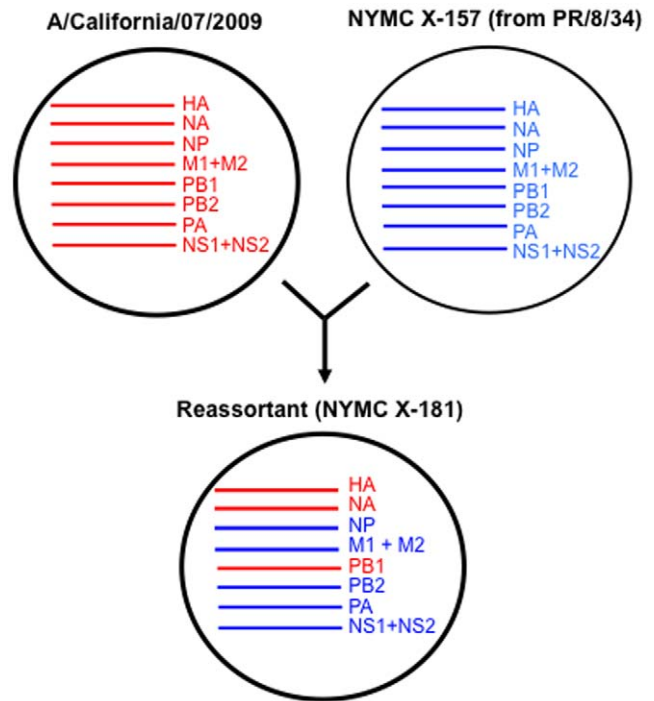 A/California/07/2009
NYMC X-157 (from PR/8/34)
HA
NA
NP
M1+M2
PB1
PB2
PA
NS1+NS2
HA
NA
NP
M1+M2
PB1
PB2
PA
NS1+NS2
Reassortant (NYMC X-181)
HA
NA
NP
M1 + M2
PB1
PB2
PA
NS1+NS2